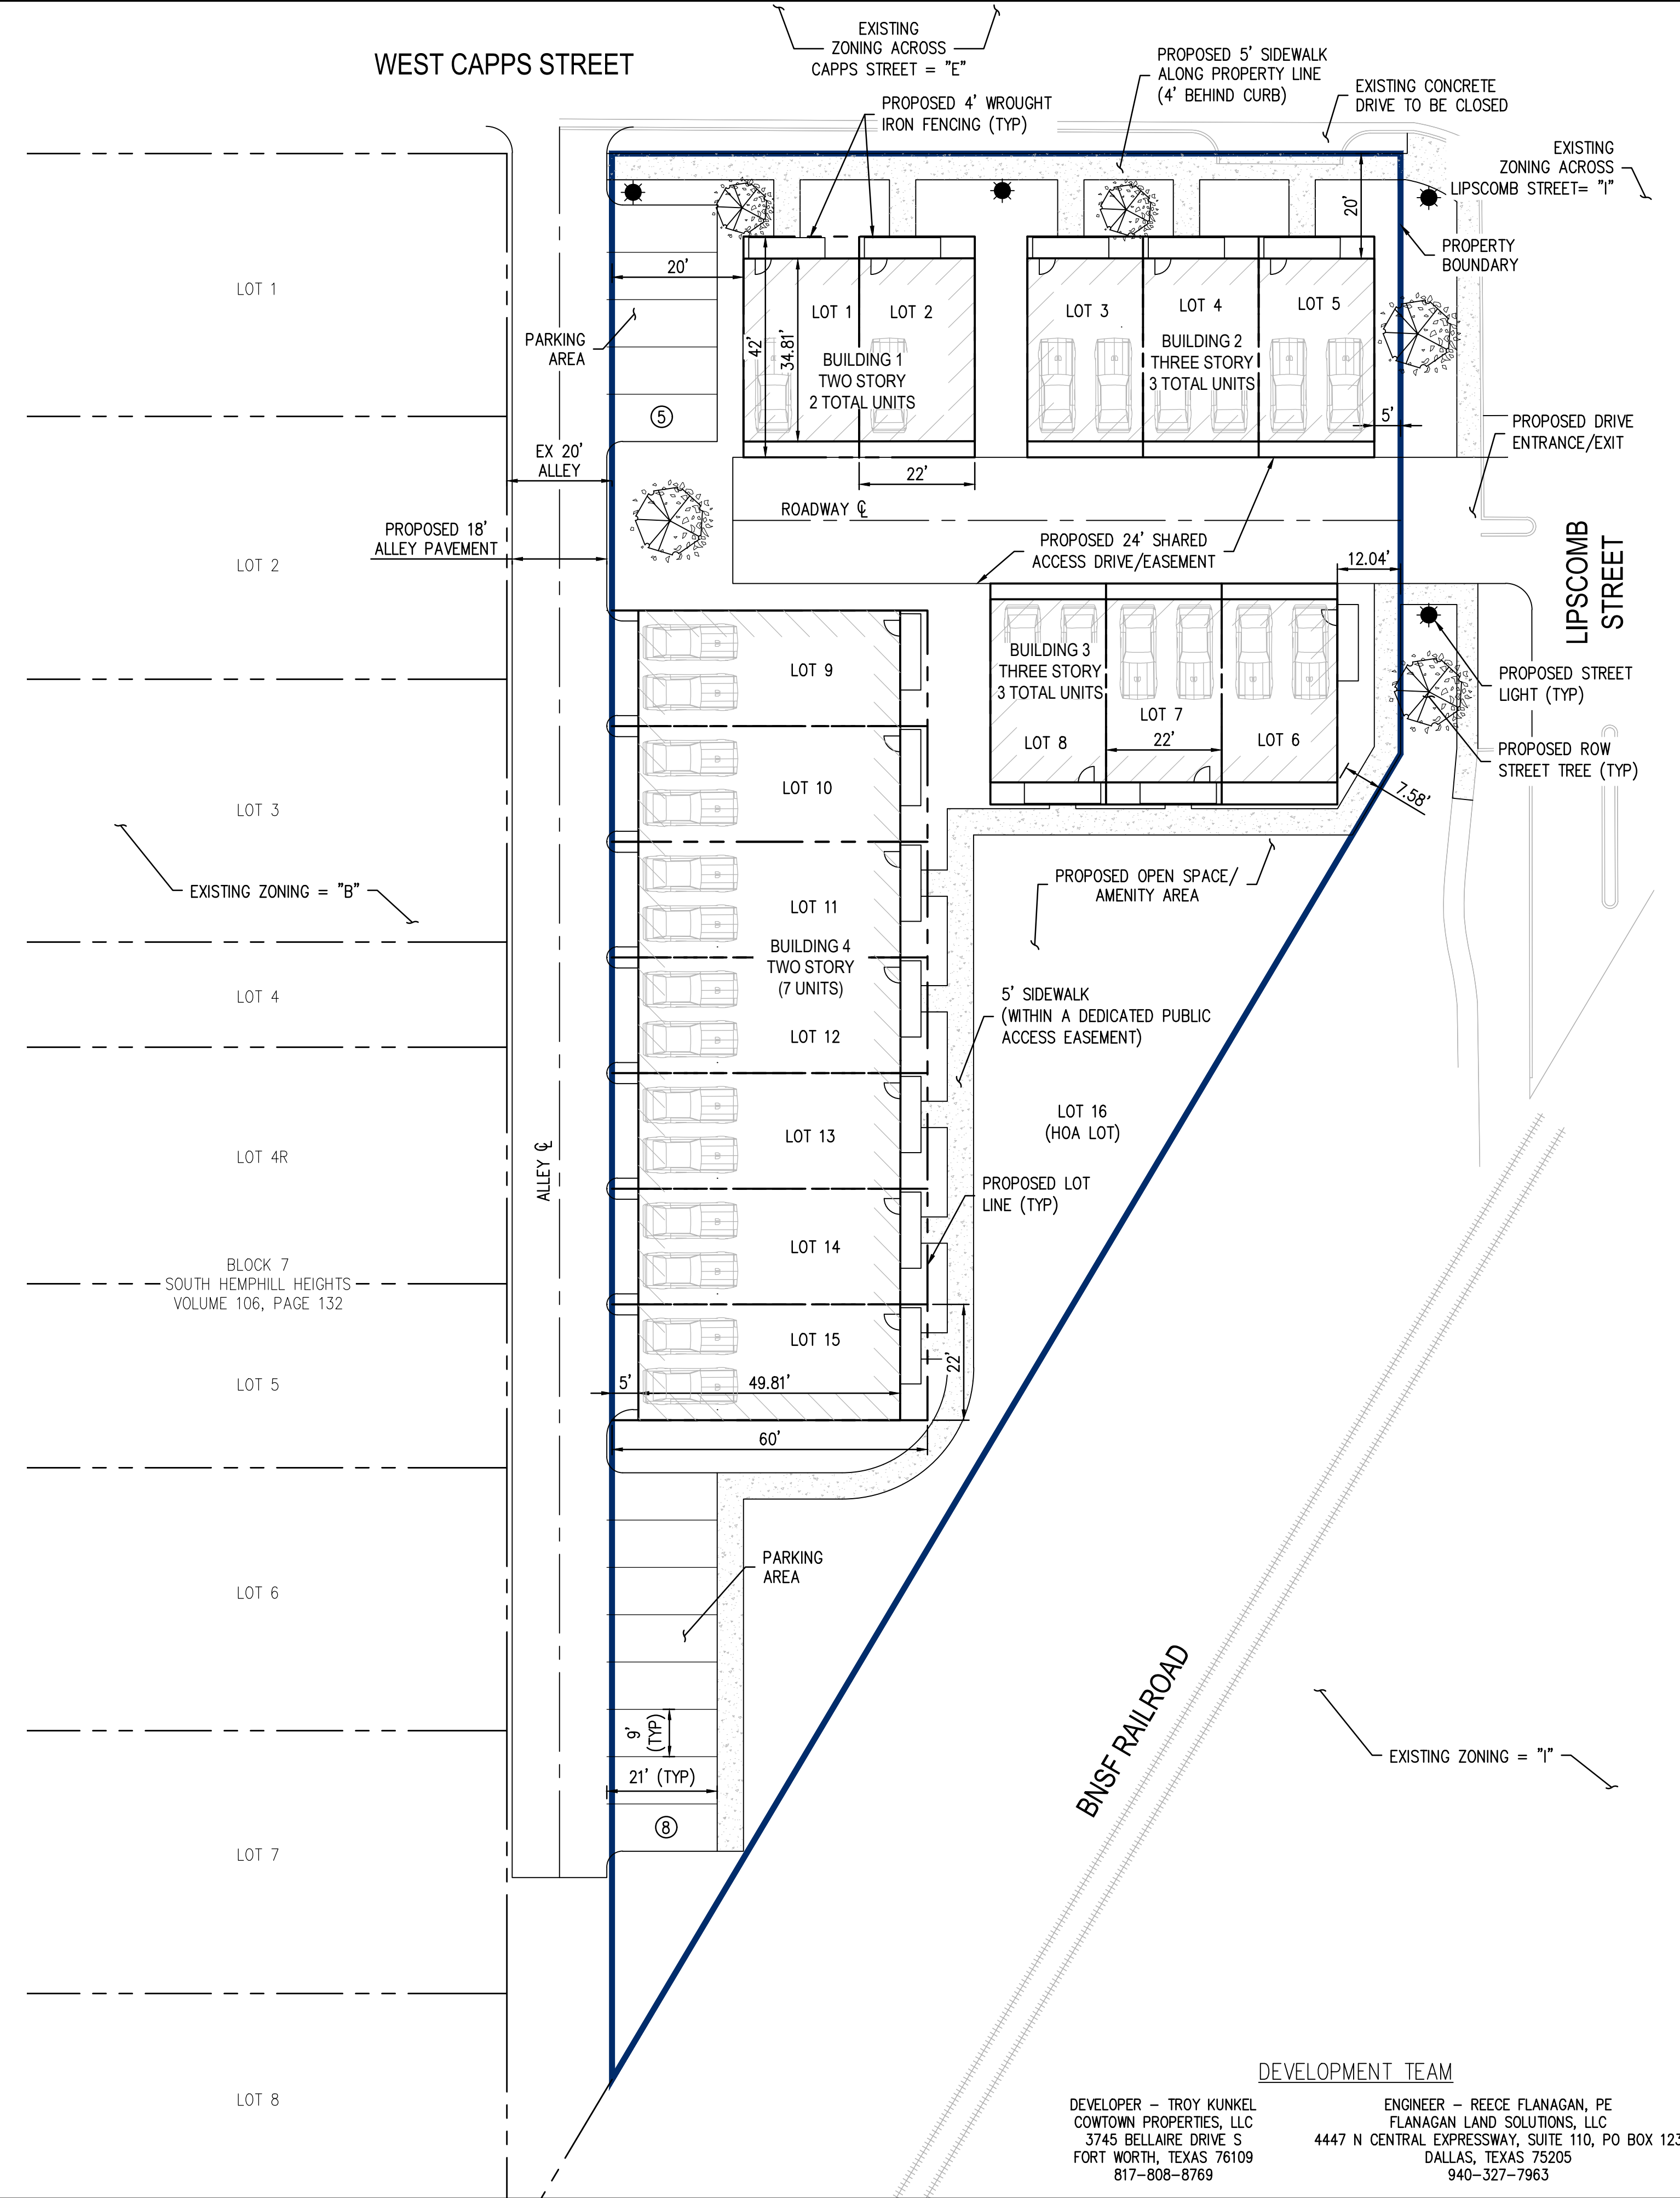 WEST CAPPS STREET
EXISTING
ZONING ACROSS
CAPPS STREET = "E"
PROPOSED 5' SIDEWALK
ALONG PROPERTY LINE
(4' BEHIND CURB)
EXISTING CONCRETE
DRIVE TO BE CLOSED
PROPOSED 4' WROUGHT
IRON FENCING (TYP)
EXISTING
ZONING ACROSS
LIPSCOMB STREET= "I"
20'
PROPERTY
BOUNDARY
LOT 1
20'
PARKING
AREA
42'
34.81'
LOT 1
LOT 2
BUILDING 1
TWO STORY
2 TOTAL UNITS
LOT 3
LOT 4
LOT 5
BUILDING 2
THREE STORY
3 TOTAL UNITS
5
5'
PROPOSED DRIVE
ENTRANCE/EXIT
EX 20'
ALLEY
22'
ROADWAY ℄
PROPOSED 18'
ALLEY PAVEMENT
PROPOSED 24' SHARED
ACCESS DRIVE/EASEMENT
12.04'
LIPSCOMB
STREET
LOT 2
BUILDING 3
THREE STORY
3 TOTAL UNITS
LOT 8
LOT 7
22'
LOT 6
PROPOSED STREET
LIGHT (TYP)
PROPOSED ROW
STREET TREE (TYP)
7.58'
LOT 9
LOT 10
LOT 3
EXISTING ZONING = "B"
PROPOSED OPEN SPACE/
AMENITY AREA
LOT 11
BUILDING 4
TWO STORY
(7 UNITS)
LOT 12
LOT 4
5' SIDEWALK
(WITHIN A DEDICATED PUBLIC
ACCESS EASEMENT)
LOT 16
(HOA LOT)
LOT 13
LOT 4R
ALLEY ℄
PROPOSED LOT
LINE (TYP)
LOT 14
BLOCK 7
SOUTH HEMPHILL HEIGHTS
VOLUME 106, PAGE 132
LOT 15
22'
LOT 5
5'
49.81'
60'
PARKING
AREA
LOT 6
9'
(TYP)
21' (TYP)
8
BNSF RAILROAD
EXISTING ZONING = "I"
LOT 7
LOT 8
DEVELOPMENT TEAM
DEVELOPER – TROY KUNKEL
COWTOWN PROPERTIES, LLC
3745 BELLAIRE DRIVE S
FORT WORTH, TEXAS 76109
817–808–8769
ENGINEER – REECE FLANAGAN, PE
FLANAGAN LAND SOLUTIONS, LLC
4447 N CENTRAL EXPRESSWAY, SUITE 110, PO BOX 123
DALLAS, TEXAS 75205
940–327–7963